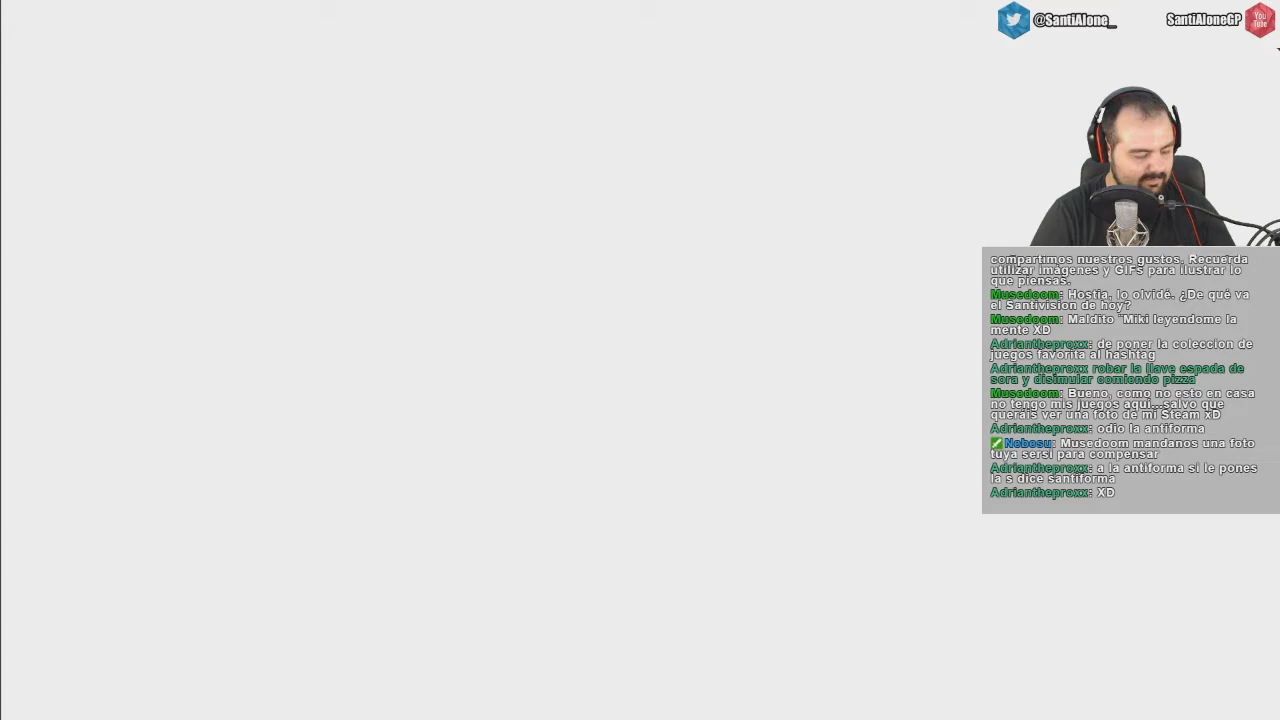 @SantiAlone_
SantiAloneGP
You
Tube
compartimos nuestros gustos. Recuerda
utilizar imágenes y GIFs para ilustrar lo
que piensas.
Musedoom: Hostia, lo olvidé. ¿De qué va
el Santivision de hoy?
Musedoom: Maldito ¨Miki leyendome la
mente XD
Adriantheproxx: de poner la coleccion de
juegos favorita al hashtag
Adriantheproxx robar la llave espada de
sora y disimular comiendo pizza
Musedoom: Bueno, como no esto en casa
no tengo mis juegos aqui...salvo que
querais ver una foto de mi Steam xD
Adriantheproxx: odio la antiforma
Nebesu: Musedoom mandanos una foto
tuya sersi para compensar
Adriantheproxx: a la antiforma si le pones
la s dice santiforma
Adriantheproxx: XD